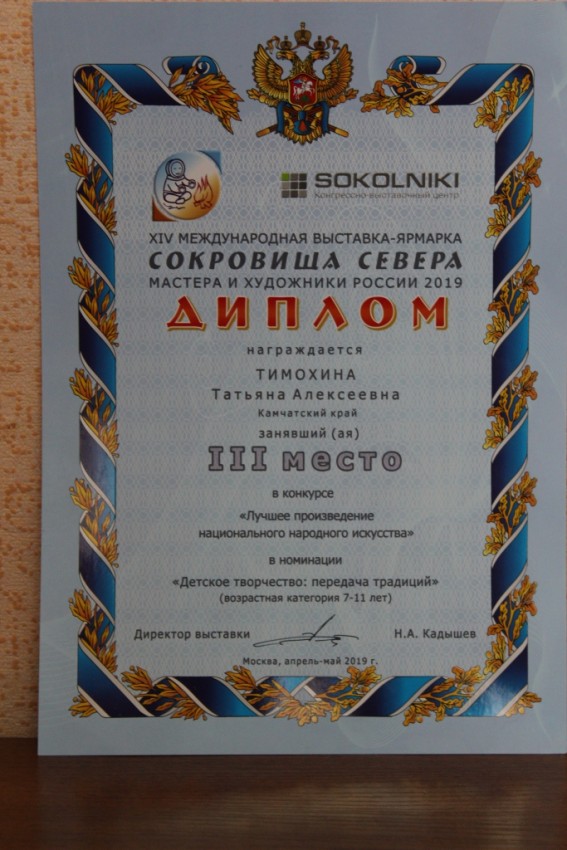 SOKOLNIKI
Конгрессно-выставочный центр
XIV МЕЖДУНАРОДНАЯ ВЫСТАВКА-ЯРМАРКА
СОКРОВИЩА СЕВЕРА
МАСТЕРА И ХУДОЖНИКИ РОССИИ 2019
ДИПЛОМ
награждается
ТИМОХИНА
Татьяна Алексеевна
Камчатский край
занявший (ая)
III место
в конкурсе
«Лучшее произведение
национального народного искусства»
в номинации
«Детское творчество: передача традиций»
(возрастная категория 7-11 лет)
Директор выставки Н.А. Кадышев
Москва, апрель-май 2019 г.